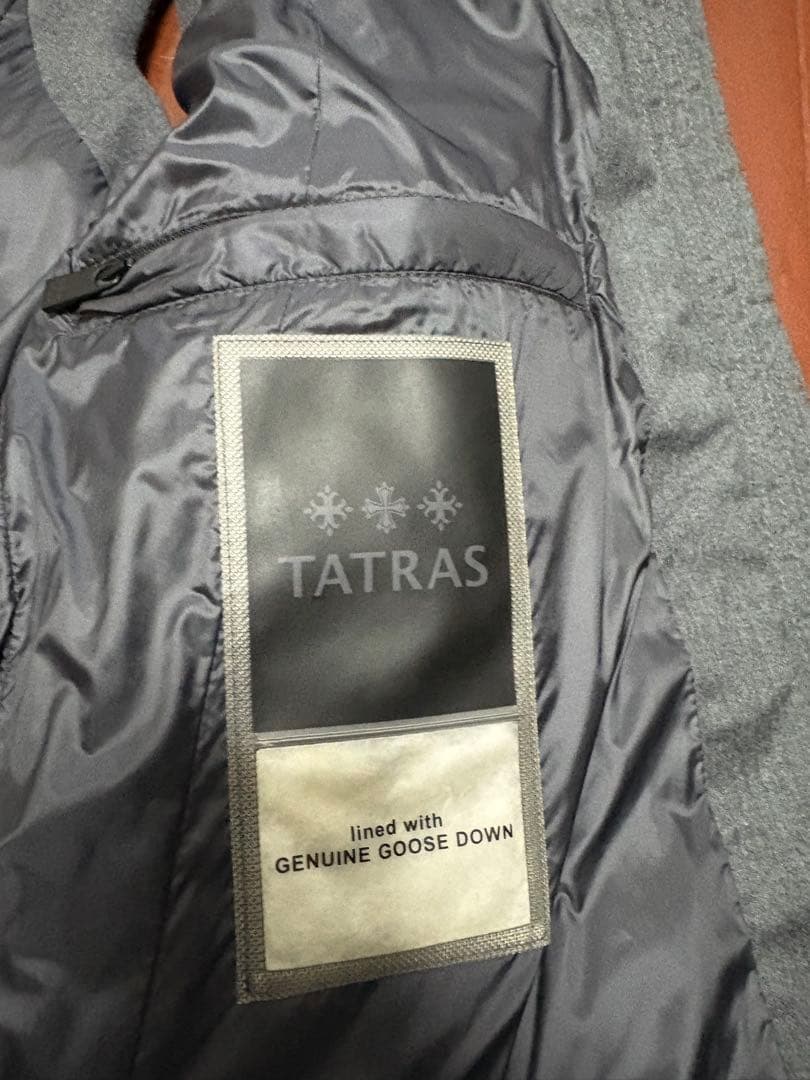 TATRAS
lined with
GENUINE GOOSE DOWN